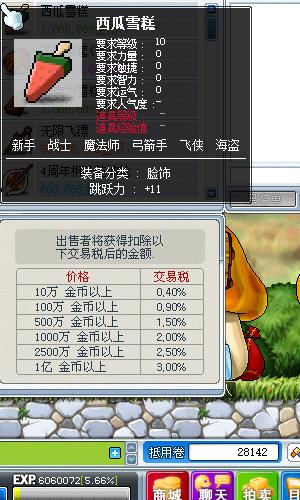 西瓜雪糕
西瓜雪糕
要求等级： 10
要求力量： 0
要求敏捷： 0
要求智力： 0
要求运气： 0
要求人气度： -
道具等级： -
道具经验值： -
无限飞镖
新手 战士 魔法师 弓箭手 飞侠 海盗
4周年
装备分类 : 脸饰
跳跃力 : +11
出售者将获得扣除以
下交易税后的金额.
价格 交易税
10万 金币以上 0,40%
100万 金币以上 0,90%
500万 金币以上 1,50%
1000万 金币以上 2,00%
2500万 金币以上 2,50%
1亿 金币以上 3,00%
抵用卷 28142
EXP. 6060072[5.66%]
商城 聊天 拍卖